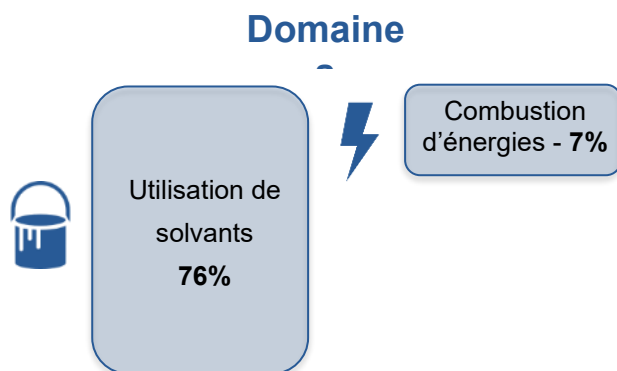 Domaine
Utilisation de
solvants
76%
Combustion
d’énergies - 7%